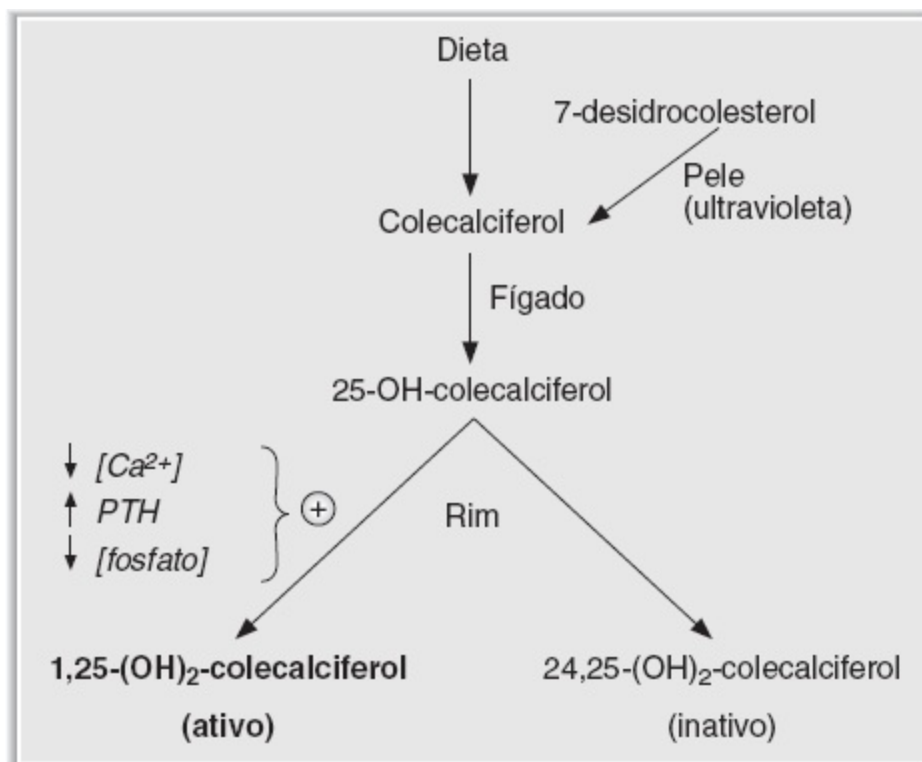 Dieta
7-desidrocolesterol
Pele
(ultravioleta)
Colecalciferol
Fígado
25-OH-colecalciferol
↓ [Ca²⁺]
↑ PTH
↓ [fosfato]
+
Rim
1,25-(OH)₂-colecalciferol
(ativo)
24,25-(OH)₂-colecalciferol
(inativo)